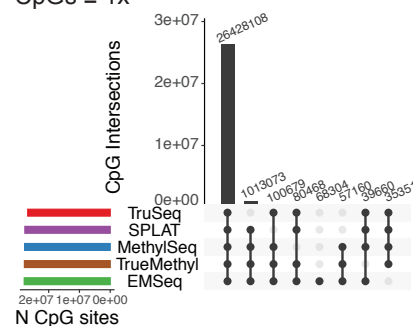 CpGs ≥ 1x
CpG Intersections
3e+07
2e+07
1e+07
0e+00
26428108
1013073
100679
80468
68304
57160
39660
35351
TruSeq
SPLAT
MethylSeq
TrueMethyl
EMSeq
2e+07 1e+07 0e+00
N CpG sites